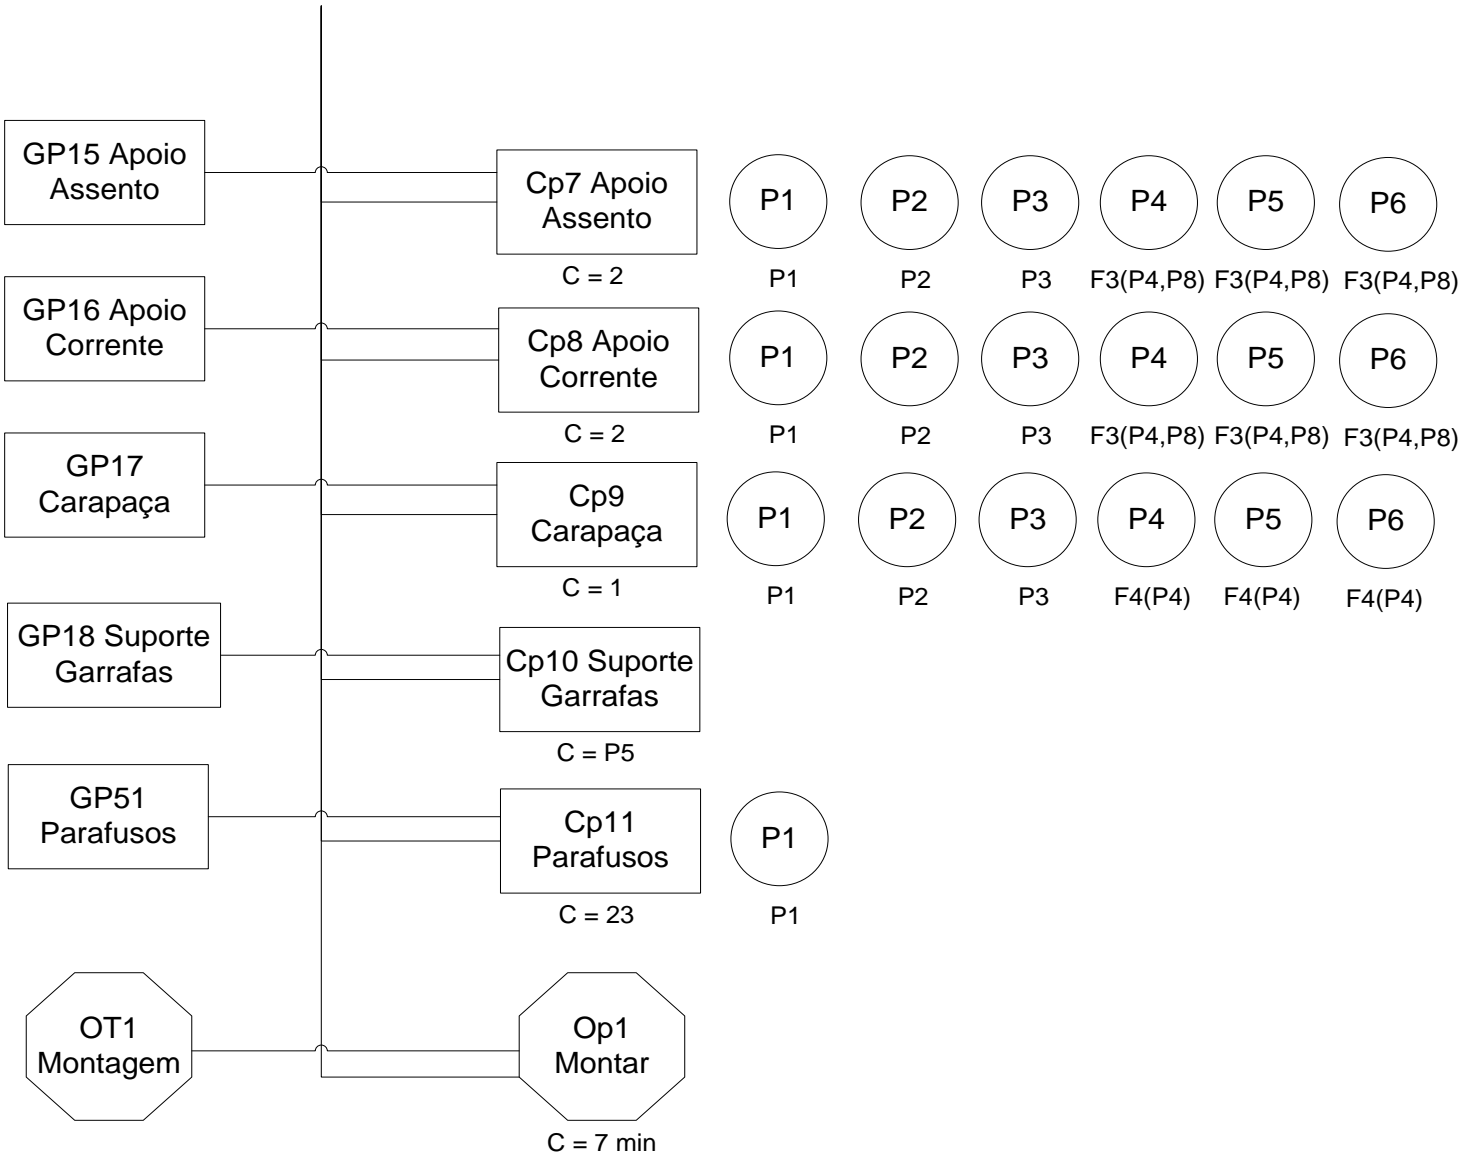 GP15 Apoio
Assento
Cp7 Apoio
Assento
P1 P2 P3 P4 P5 P6
C = 2
P1 P2 P3 F3(P4,P8) F3(P4,P8) F3(P4,P8)
GP16 Apoio
Corrente
Cp8 Apoio
Corrente
P1 P2 P3 P4 P5 P6
C = 2
P1 P2 P3 F3(P4,P8) F3(P4,P8) F3(P4,P8)
GP17
Carapaça
Cp9
Carapaça
P1 P2 P3 P4 P5 P6
C = 1
P1 P2 P3 F4(P4) F4(P4) F4(P4)
GP18 Suporte
Garrafas
Cp10 Suporte
Garrafas
C = P5
GP51
Parafusos
Cp11
Parafusos
P1
C = 23
P1
OT1
Montagem
Op1
Montar
C = 7 min